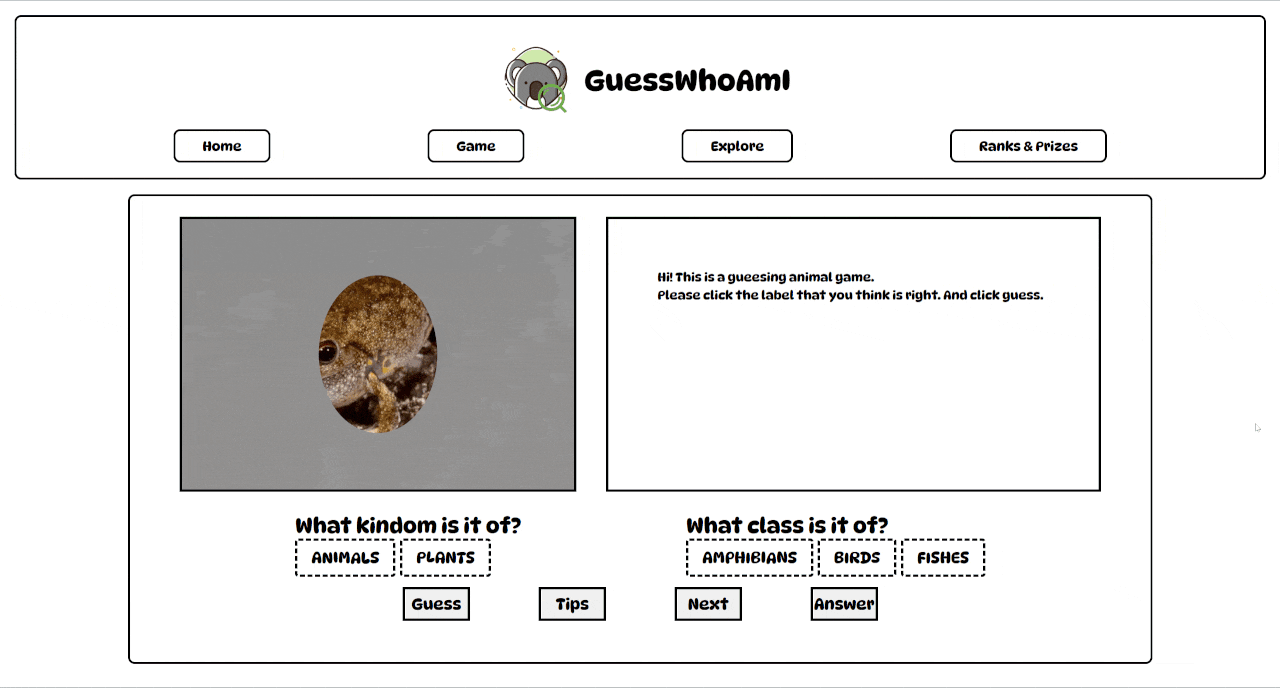 GuessWhoAmI
Home
Game
Explore
Ranks & Prizes
Hi! This is a gueesing animal game.
Please click the label that you think is right. And click guess.
What kindom is it of?
ANIMALS
PLANTS
What class is it of?
AMPHIBIANS
BIRDS
FISHES
Guess
Tips
Next
Answer